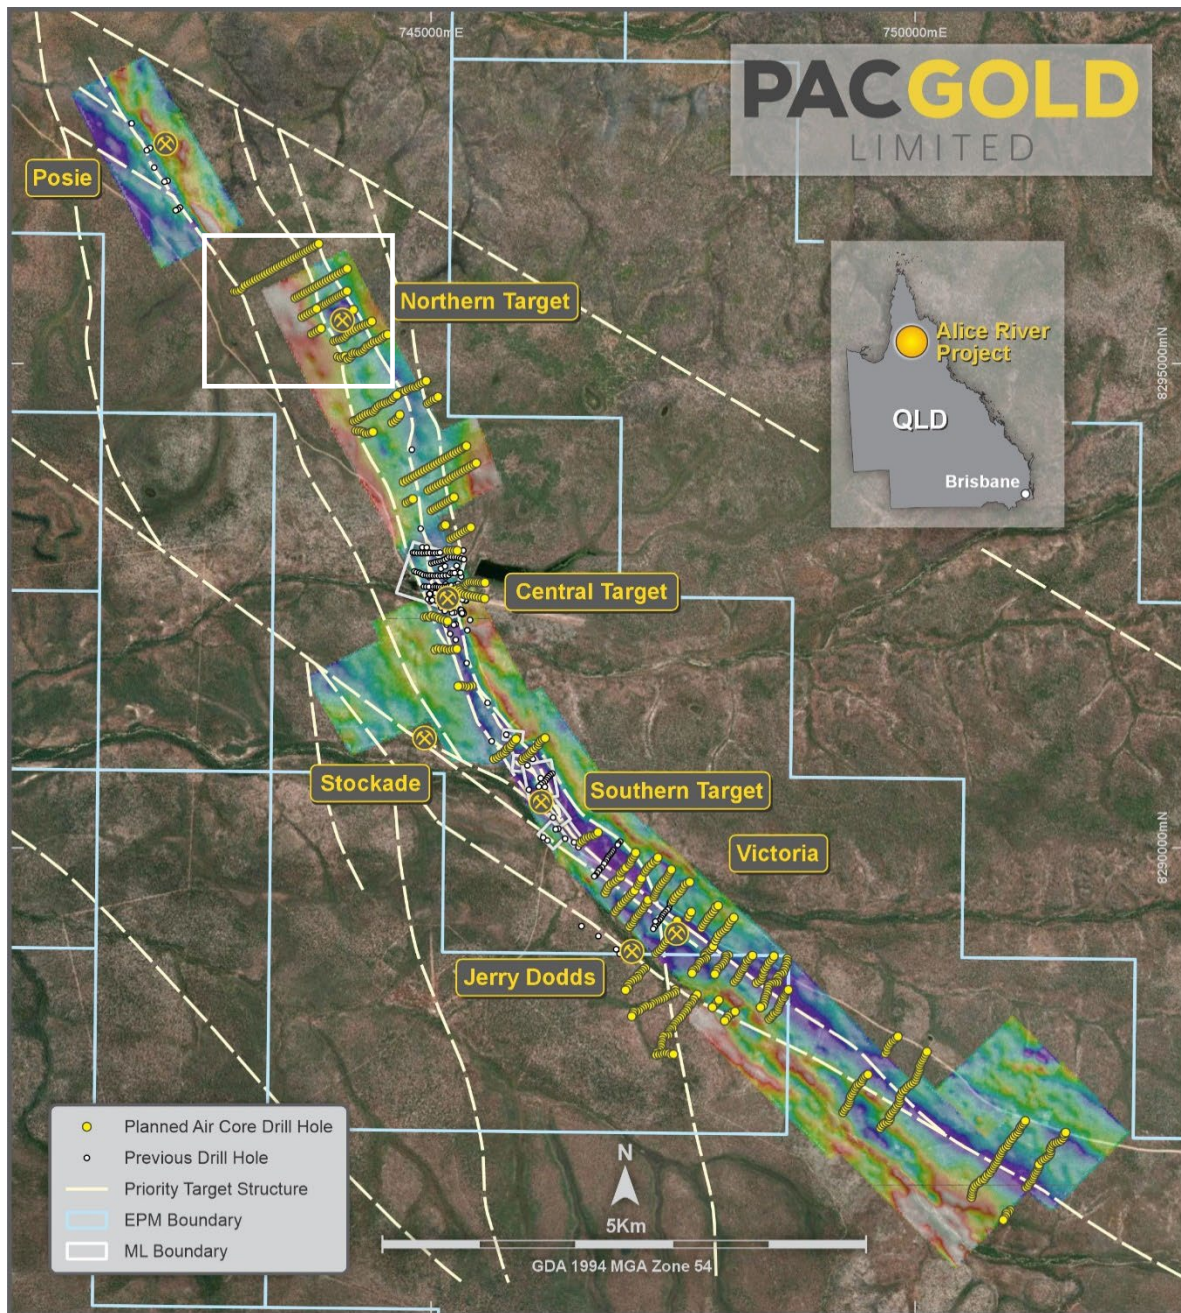 745000mE
750000mE
PACGOLD
LIMITED
Posie
Northern Target
Alice River
Project
QLD
Brisbane
8295000mN
Central Target
Stockade
Southern Target
Victoria
8290000mN
Jerry Dodds
Planned Air Core Drill Hole
Previous Drill Hole
Priority Target Structure
EPM Boundary
ML Boundary
N
5Km
GDA 1994 MGA Zone 54